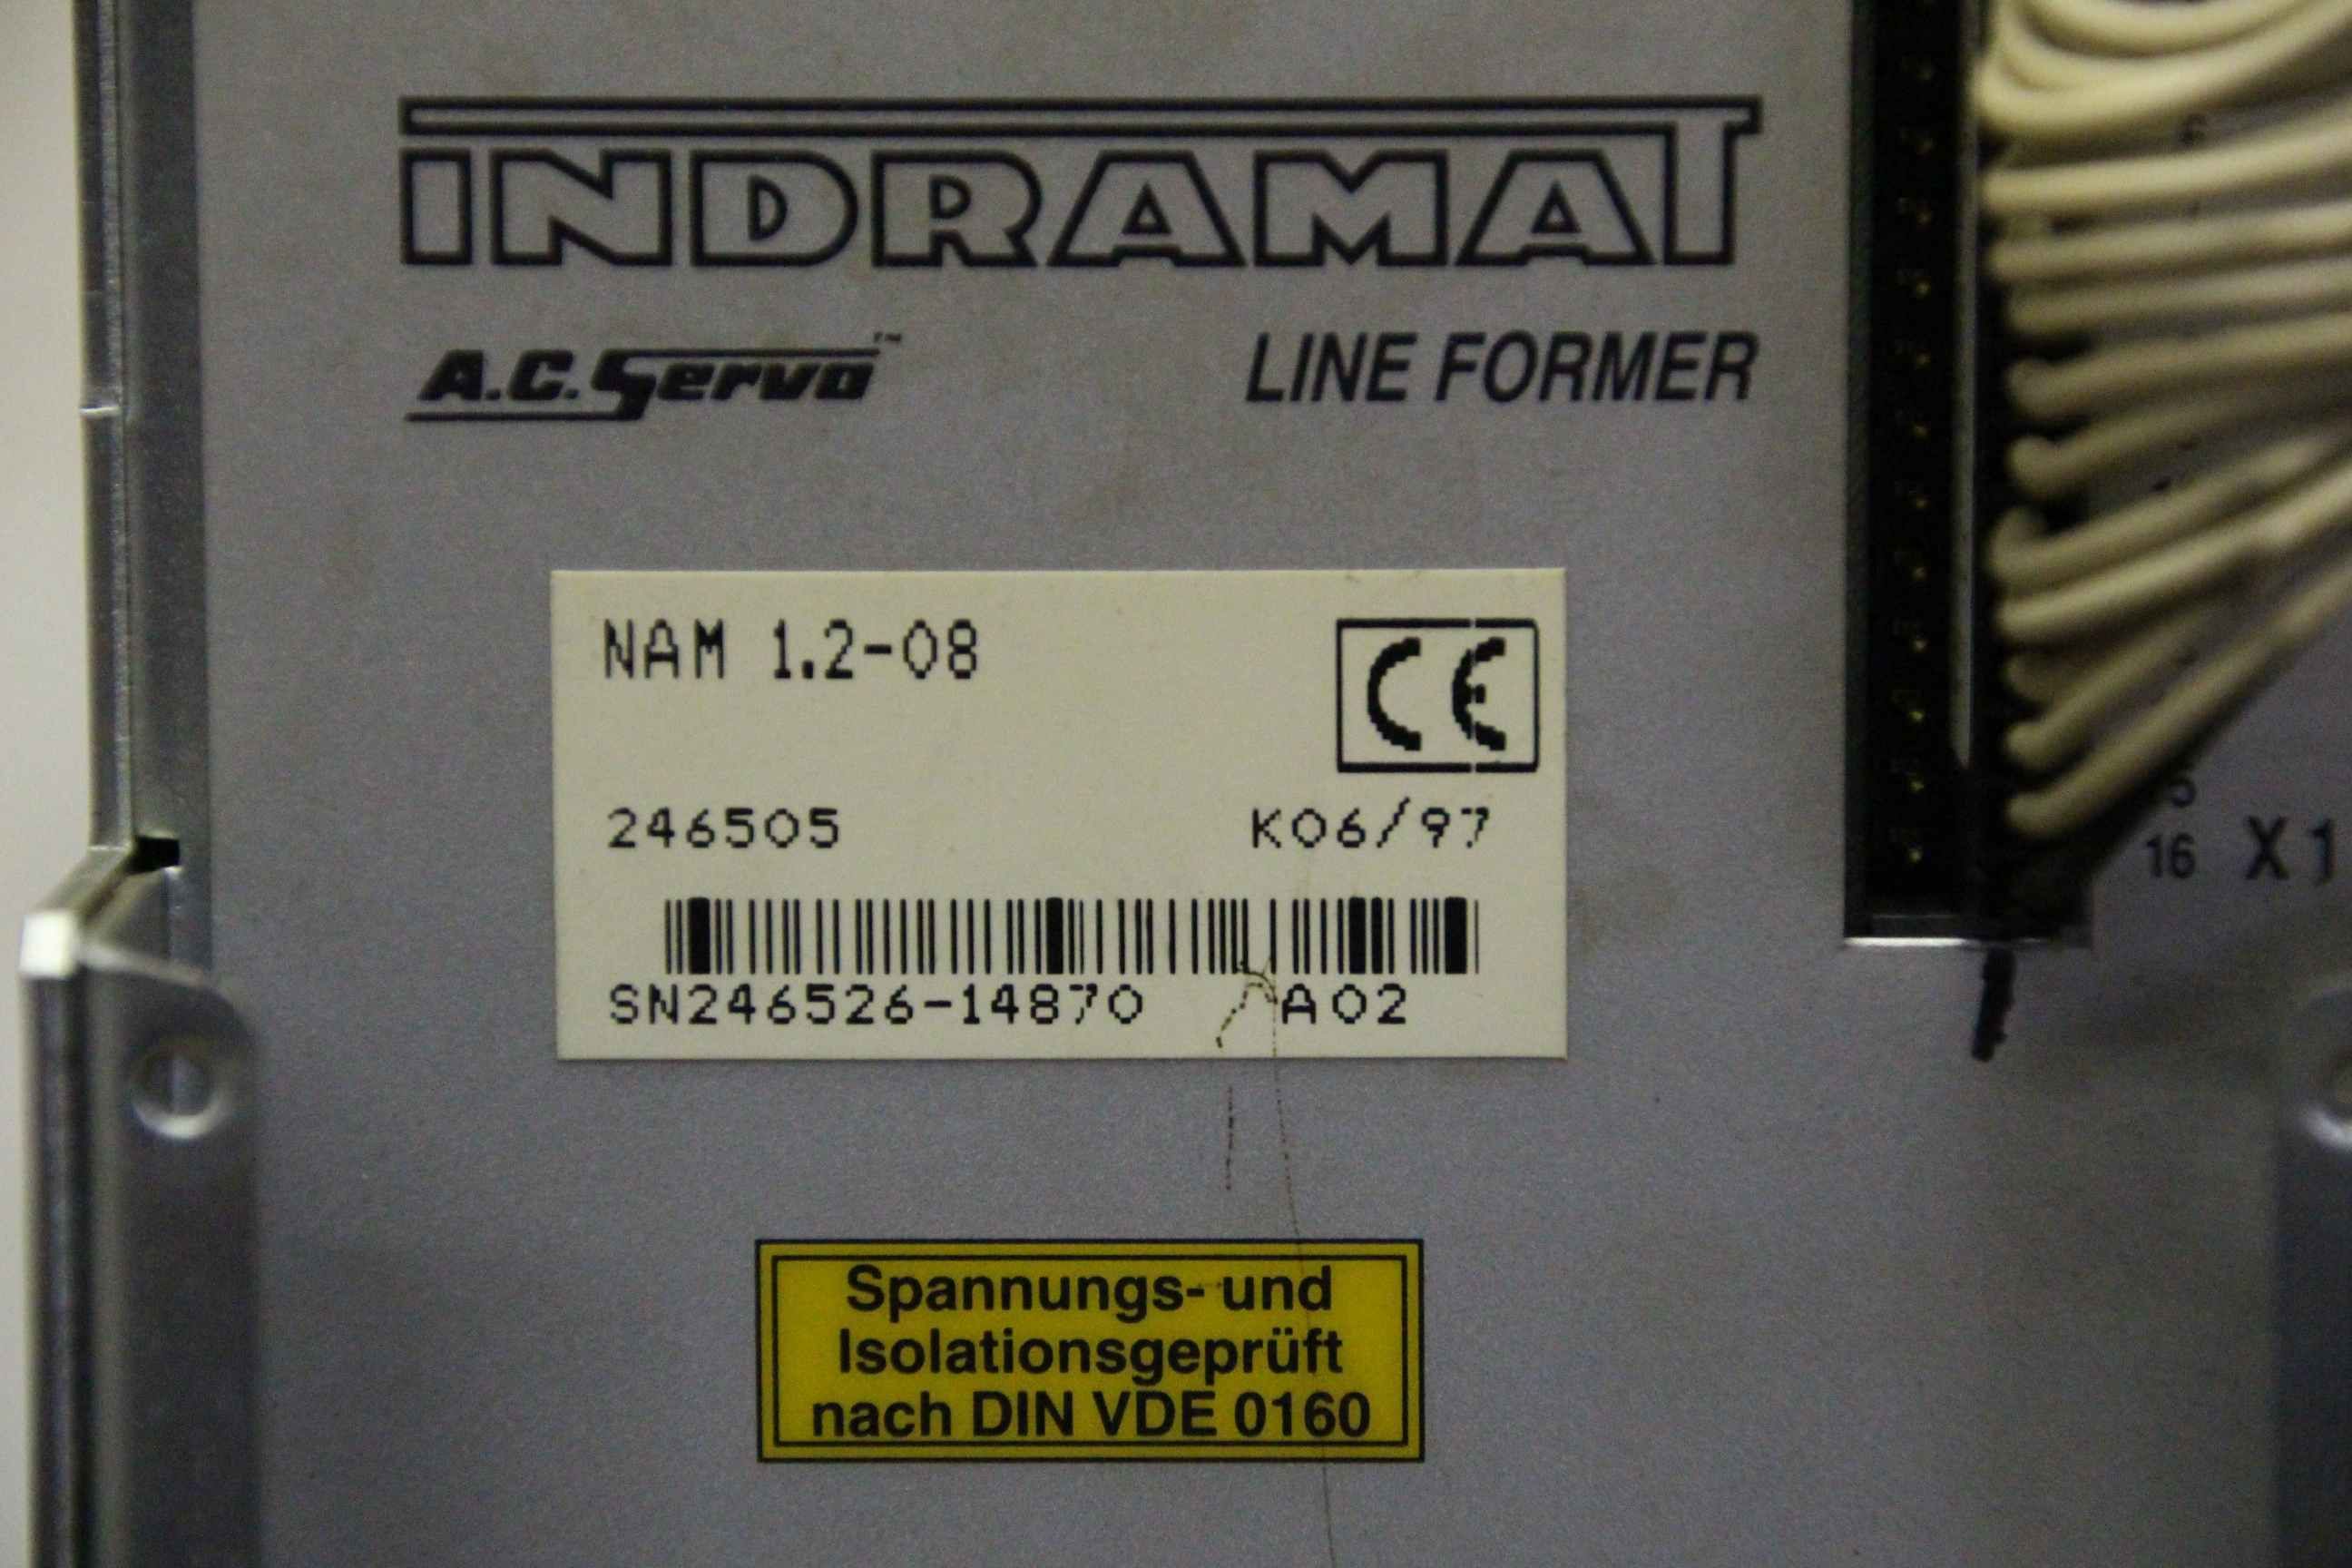 INDRAMAT
A.C. Servo™
LINE FORMER
NAM 1.2-08
CE
246505
K06/97
SN246526-14870
A02
16
X1
Spannungs- und
Isolationsgeprüft
nach DIN VDE 0160